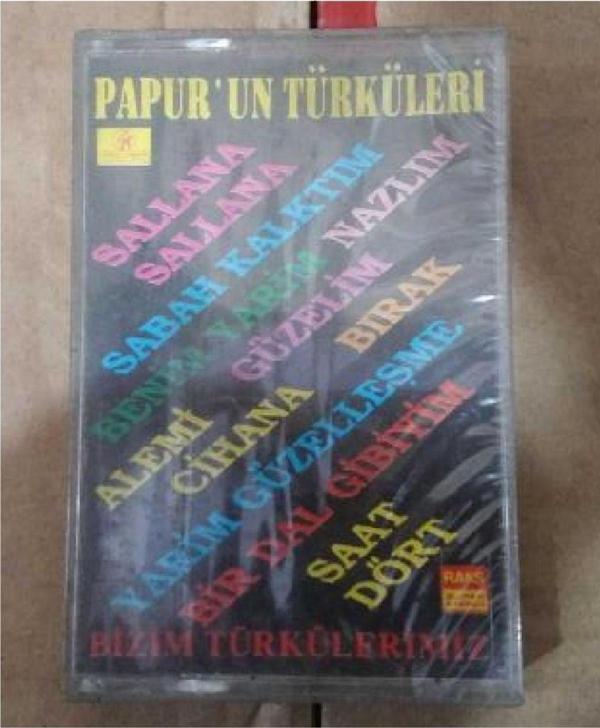 PAPUR'UN TÜRKÜLERİ
SALLANA
SALLANA
SABAH KALKTIM
BENİM YARİM NAZLIM
GÜZELİM
BIRAK
ALEMİ
CİHANA
YARİM GÜZELLEŞME
BİR DAL GİBİYİM
SAAT
DÖRT
RAKS
BİZİM TÜRKÜLERİMİZ